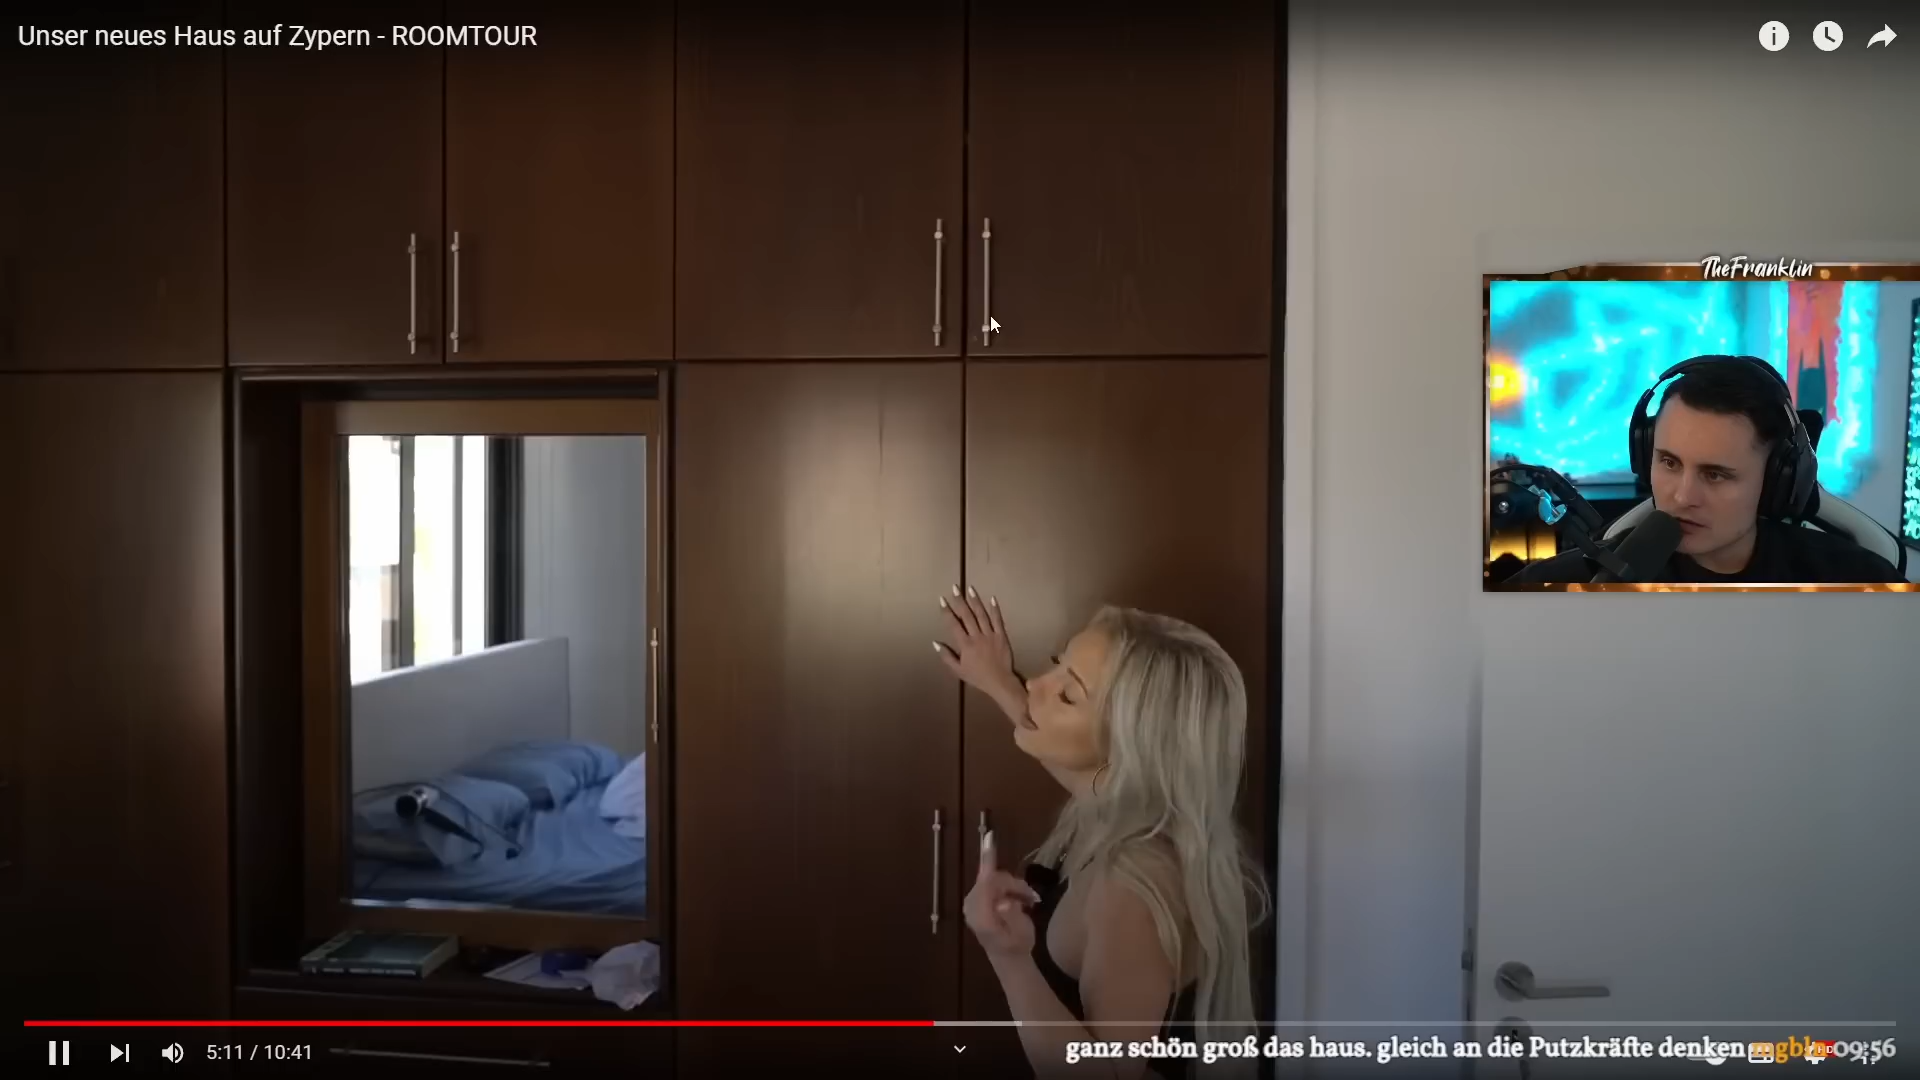 Unser neues Haus auf Zypern - ROOMTOUR
TheFranklin
5:11 / 10:41
ganz schön groß das haus. gleich an die Putzkräfte denken 09:56